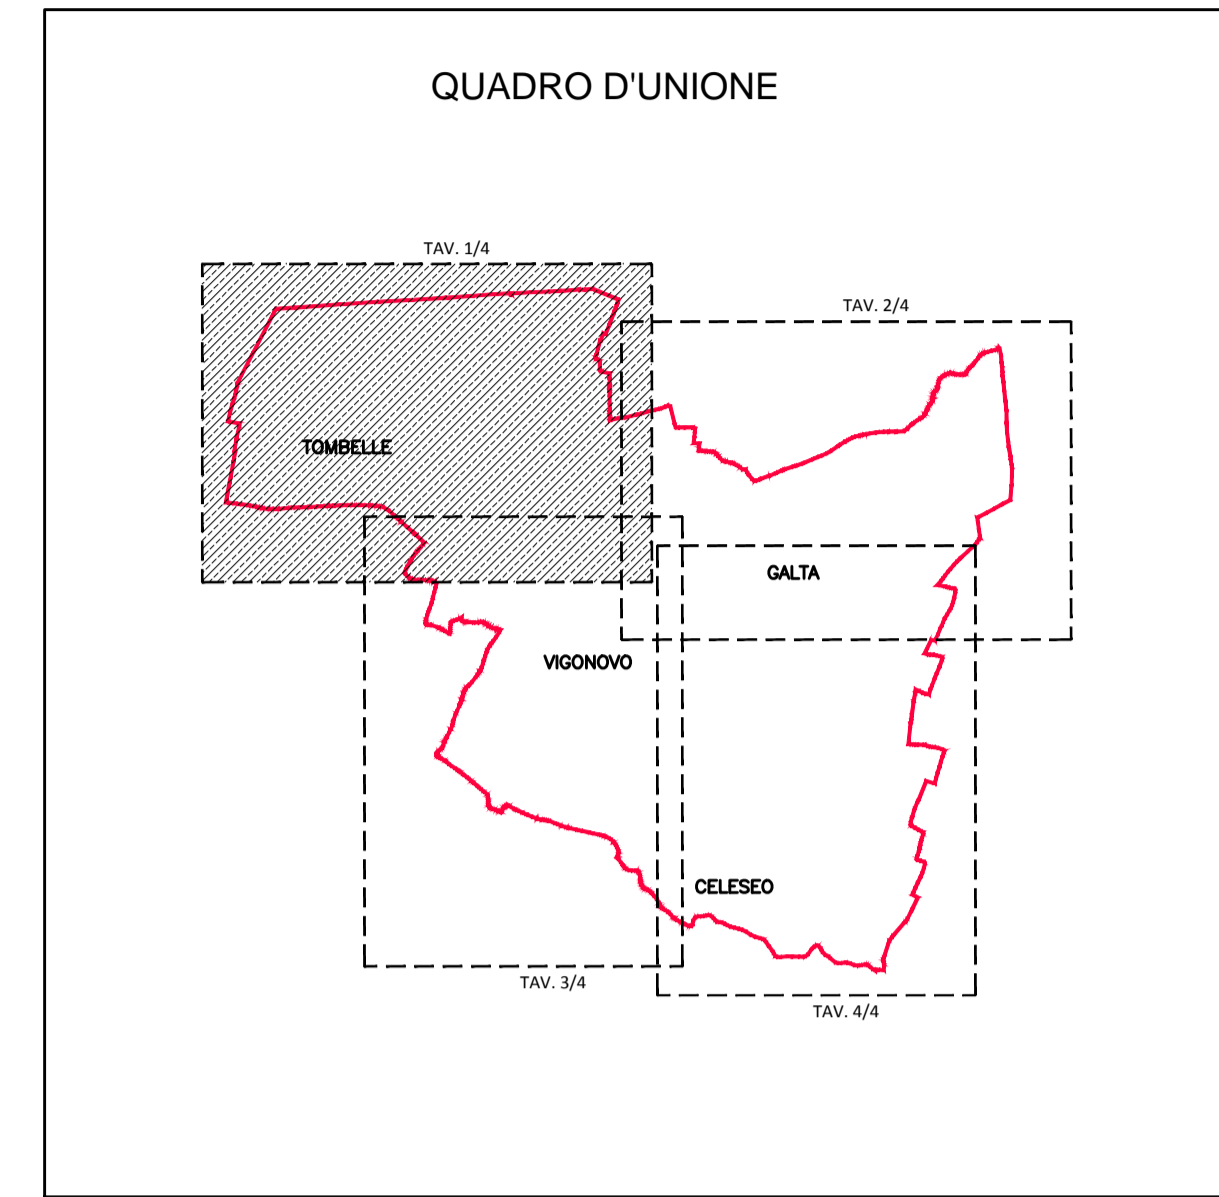 QUADRO D'UNIONE
TAV. 1/4
TAV. 2/4
TOMBELLE
GALTA
VIGONOVO
CELESEO
TAV. 3/4
TAV. 4/4